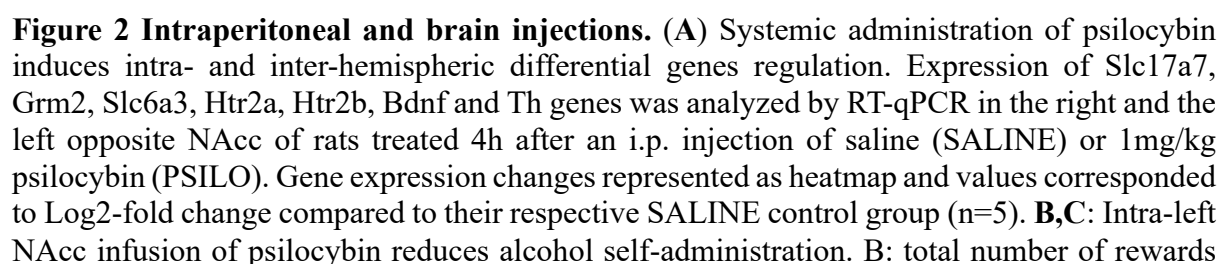 Figure 2 Intraperitoneal and brain injections. (A) Systemic administration of psilocybin
induces intra- and inter-hemispheric differential genes regulation. Expression of Slc17a7,
Grm2, Slc6a3, Htr2a, Htr2b, Bdnf and Th genes was analyzed by RT-qPCR in the right and the
left opposite NAcc of rats treated 4h after an i.p. injection of saline (SALINE) or 1mg/kg
psilocybin (PSILO). Gene expression changes represented as heatmap and values corresponded
to Log2-fold change compared to their respective SALINE control group (n=5). B,C: Intra-left
NAcc infusion of psilocybin reduces alcohol self-administration. B: total number of rewards